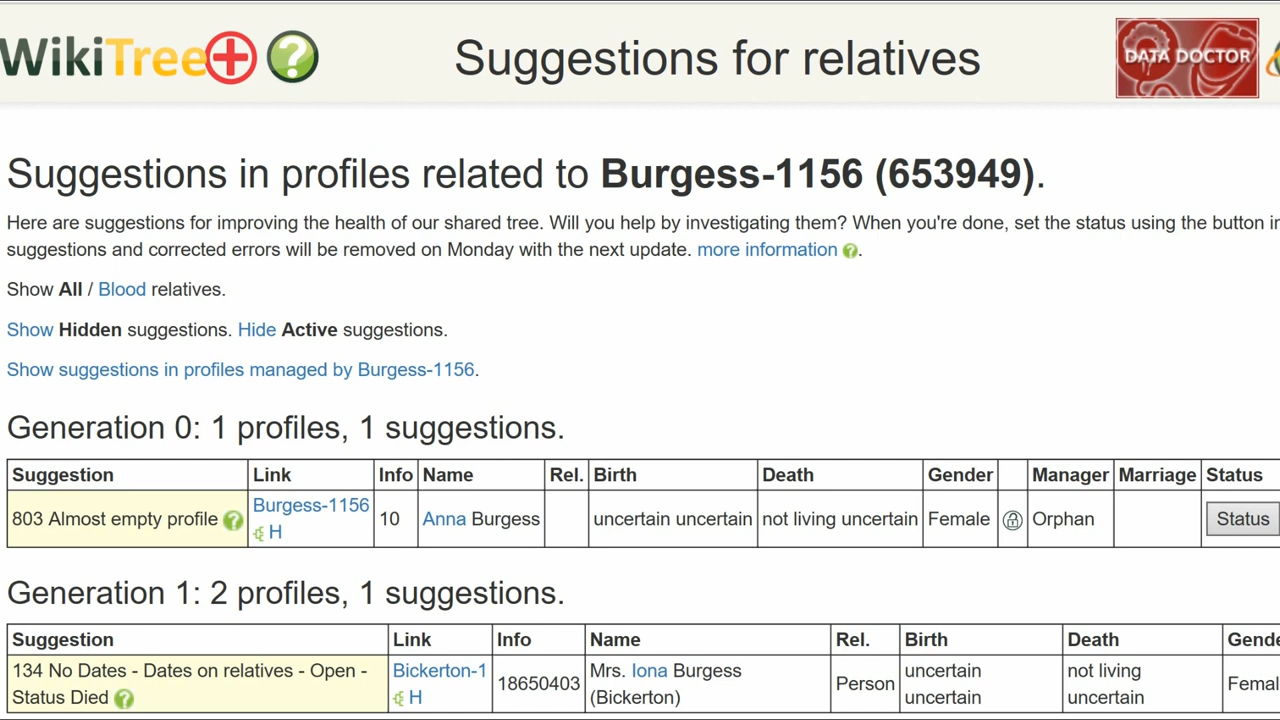 WikiTree+ ? Suggestions for relatives DATA DOCTOR
Suggestions in profiles related to Burgess-1156 (653949).
Here are suggestions for improving the health of our shared tree. Will you help by investigating them? When you're done, set the status using the button
suggestions and corrected errors will be removed on Monday with the next update. more information ?.
Show All / Blood relatives.
Show Hidden suggestions. Hide Active suggestions.
Show suggestions in profiles managed by Burgess-1156.
Generation 0: 1 profiles, 1 suggestions.
Suggestion Link Info Name Rel. Birth Death Gender Manager Marriage Status
803 Almost empty profile ? Burgess-1156 H 10 Anna Burgess uncertain uncertain not living uncertain Female Orphan Status
Generation 1: 2 profiles, 1 suggestions.
Suggestion Link Info Name Rel. Birth Death Gende
134 No Dates - Dates on relatives - Open - Bickerton-1 18650403 Mrs. Iona Burgess Person uncertain not living Femal
Status Died ? H (Bickerton) uncertain uncertain